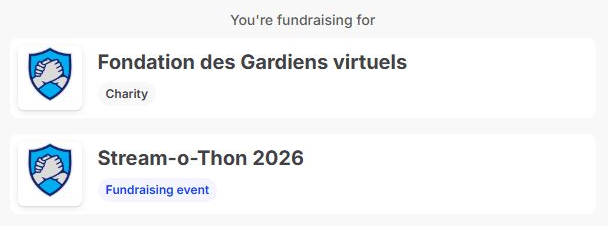 You're fundraising for
Fondation des Gardiens virtuels
Charity
Stream-o-Thon 2026
Fundraising event